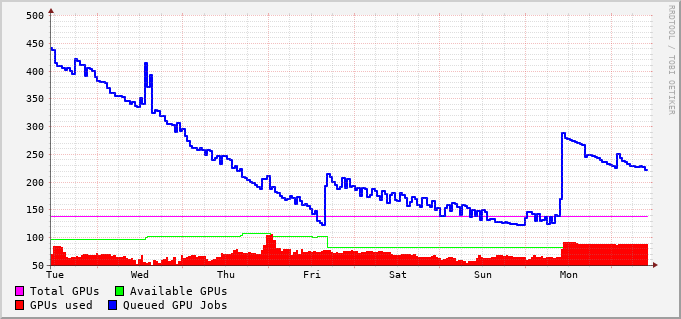 500
450
400
350
300
250
200
150
100
50
Tue Wed Thu Fri Sat Sun Mon
Total GPUs Available GPUs
GPUs used Queued GPU Jobs
RRDTOOL / TOBI OETIKER